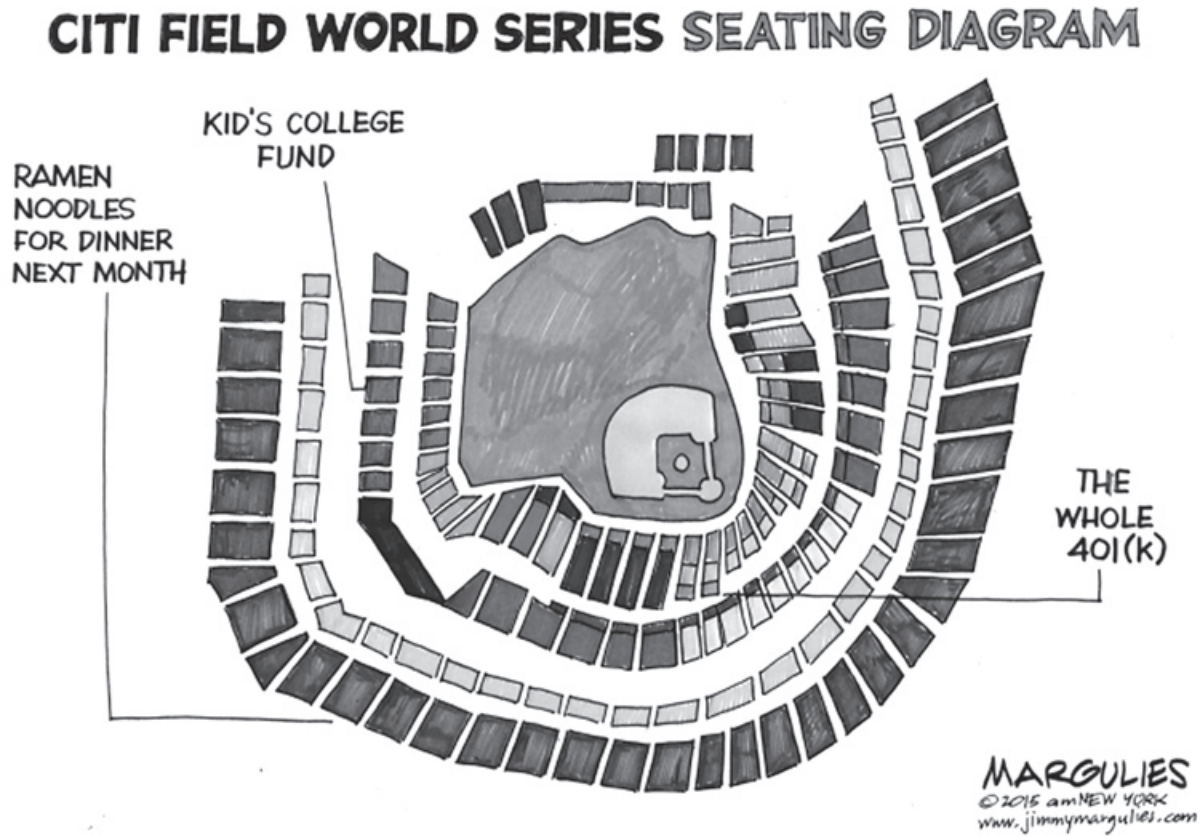 CITI FIELD WORLD SERIES SEATING DIAGRAM
KID'S COLLEGE
FUND
RAMEN
NOODLES
FOR DINNER
NEXT MONTH
THE
WHOLE
401(K)
MARGULIES
©2015 amNEW YORK
www.jimmymargulies.com